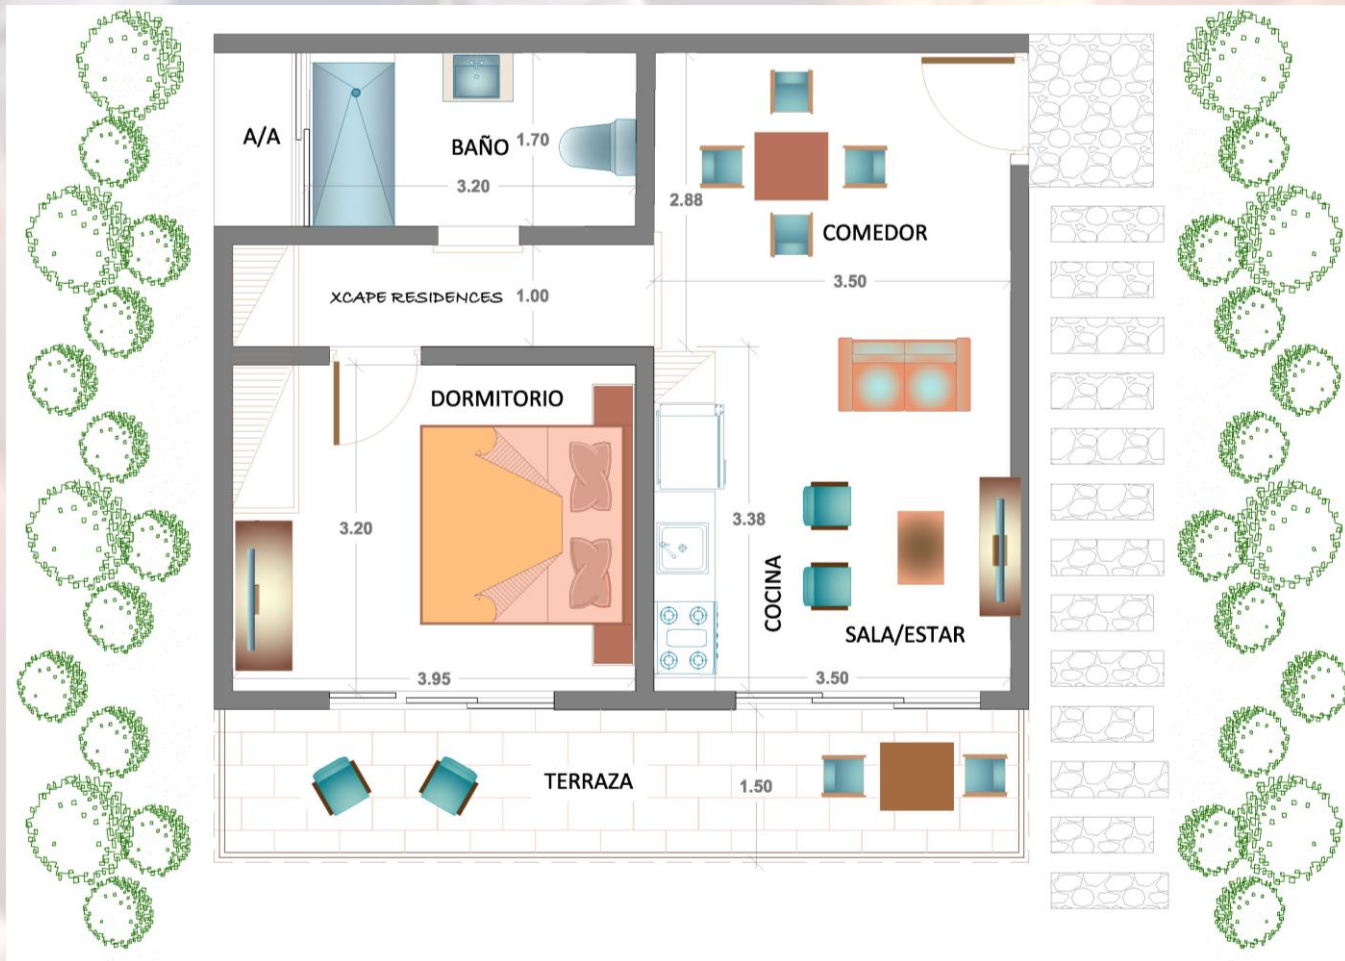 A/A
BAÑO
1.70
3.20
2.88
COMEDOR
3.50
XCAPE RESIDENCES
1.00
DORMITORIO
3.20
3.38
COCINA
SALA/ESTAR
3.95
3.50
TERRAZA
1.50